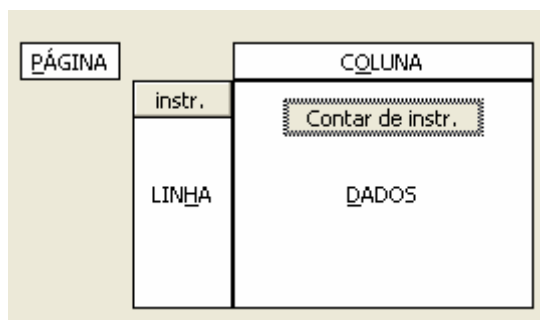 PÁGINA
COLUNA
instr.
Contar de instr.
LINHA
DADOS